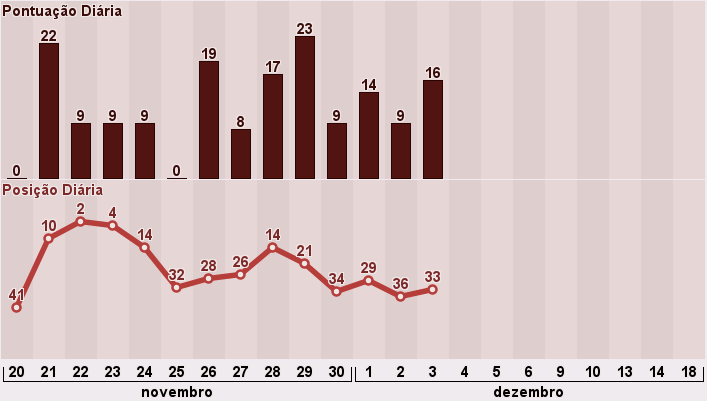 Pontuação Diária
0 22 9 9 9 0 19 8 17 23 9 14 9 16
Posição Diária
41 10 2 4 14 32 28 26 14 21 34 29 36 33
20 21 22 23 24 25 26 27 28 29 30 1 2 3 4 5 6 9 10 13 14 18
novembro dezembro